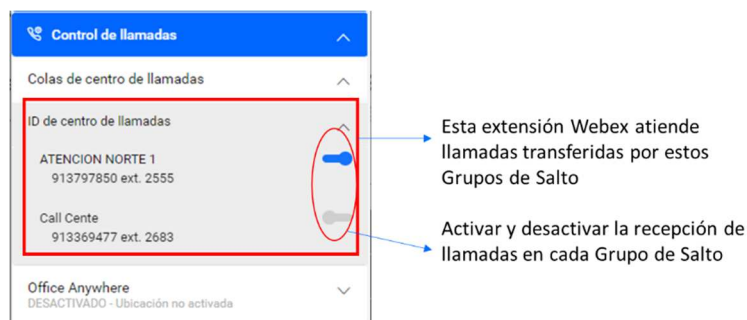 Control de llamadas
Colas de centro de llamadas
ID de centro de llamadas
ATENCION NORTE 1
913797850 ext. 2555
Call Cente
913369477 ext. 2683
Office Anywhere
DESACTIVADO - Ubicación no activada
Esta extensión Webex atiende
llamadas transferidas por estos
Grupos de Salto
Activar y desactivar la recepción de
llamadas en cada Grupo de Salto